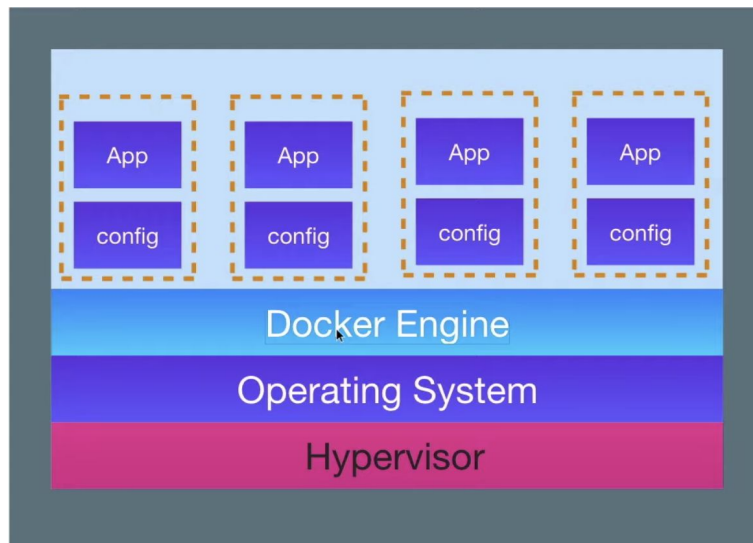 App App App App
config config config config
Docker Engine
Operating System
Hypervisor